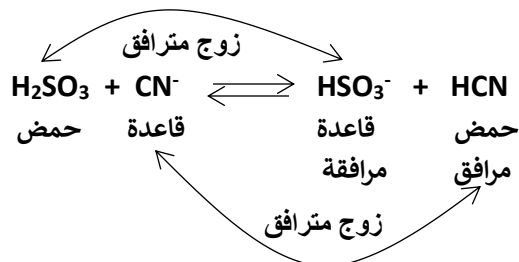 زوج مترافق
H₂SO₃ + CN⁻ ⇌ HSO₃⁻ + HCN
حمض قاعدة قاعدة حمض
مرافقة مرافق
زوج مترافق